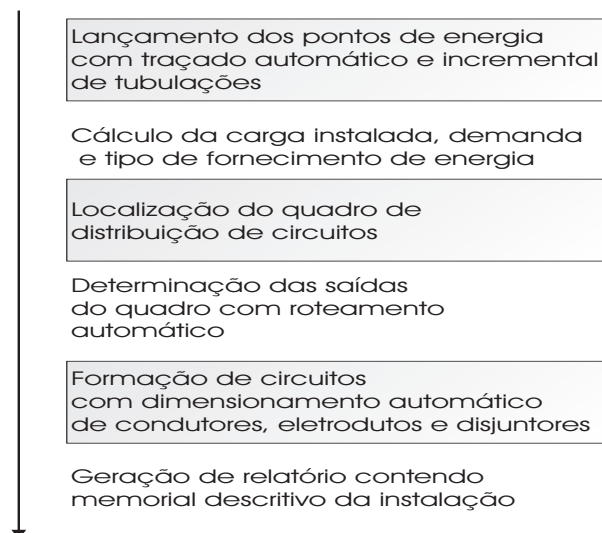 Lançamento dos pontos de energia
com traçado automático e incremental
de tubulações
Cálculo da carga instalada, demanda
e tipo de fornecimento de energia
Localização do quadro de
distribuição de circuitos
Determinação das saídas
do quadro com roteamento
automático
Formação de circuitos
com dimensionamento automático
de condutores, eletrodutos e disjuntores
Geração de relatório contendo
memorial descritivo da instalação